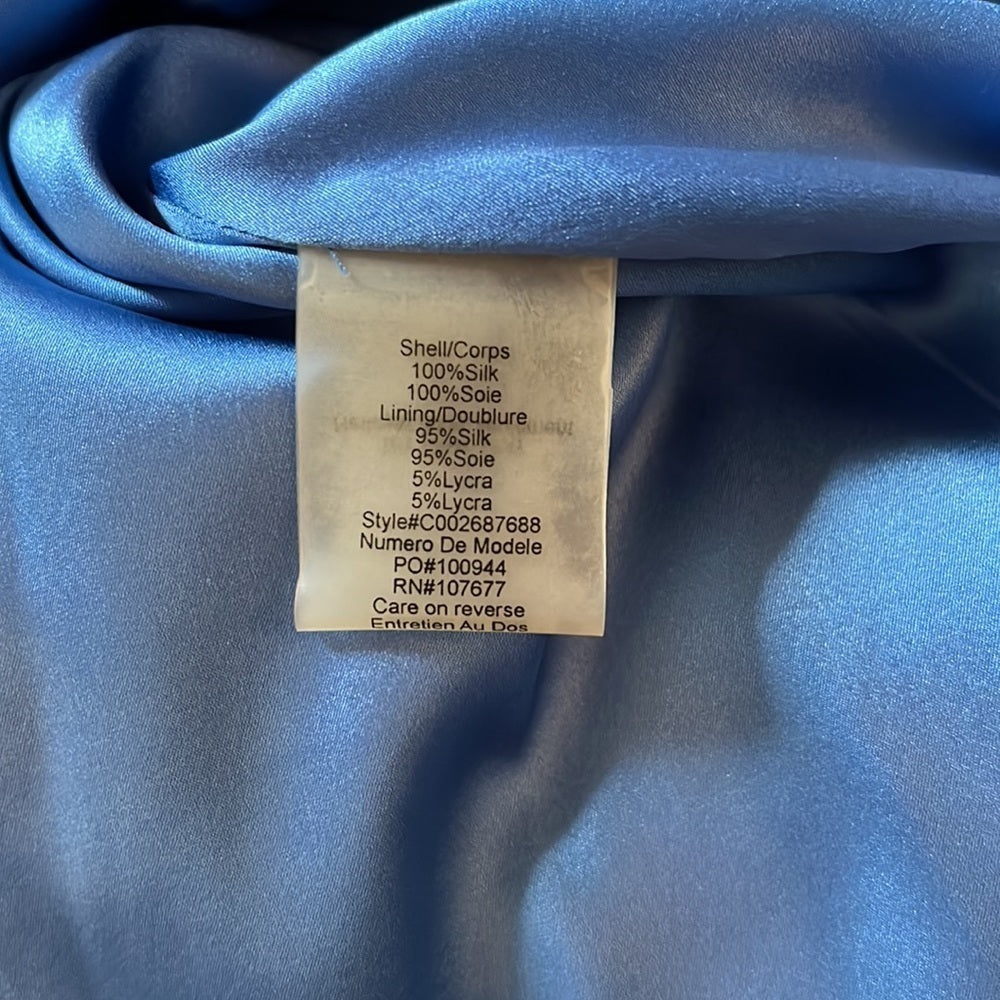 Shell/Corps
100%Silk
100%Soie
Lining/Doublure
95%Silk
95%Soie
5%Lycra
5%Lycra
Style#C002687688
Numero De Modele
PO#100944
RN#107677
Care on reverse
Entretien Au Dos